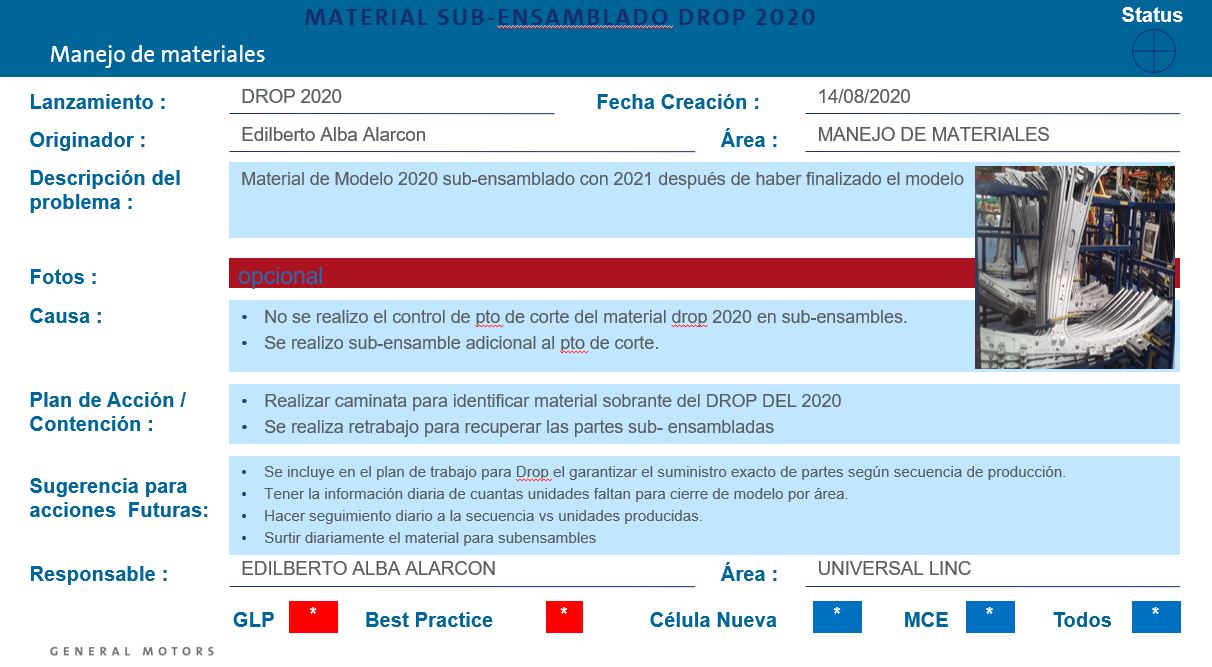 MATERIAL SUB-ENSAMBLADO DROP 2020
Status
Manejo de materiales
Lanzamiento : DROP 2020 Fecha Creación : 14/08/2020
Originador : Edilberto Alba Alarcon Área : MANEJO DE MATERIALES
Descripción del
problema :
Material de Modelo 2020 sub-ensamblado con 2021 después de haber finalizado el modelo
Fotos : opcional
Causa :
• No se realizo el control de pto de corte del material drop 2020 en sub-ensambles.
• Se realizo sub-ensamble adicional al pto de corte.
Plan de Acción /
Contención :
• Realizar caminata para identificar material sobrante del DROP DEL 2020
• Se realiza retrabajo para recuperar las partes sub- ensambladas
Sugerencia para
acciones Futuras:
• Se incluye en el plan de trabajo para Drop el garantizar el suministro exacto de partes según secuencia de producción.
• Tener la información diaria de cuantas unidades faltan para cierre de modelo por área.
• Hacer seguimiento diario a la secuencia vs unidades producidas.
• Surtir diariamente el material para subensambles
Responsable : EDILBERTO ALBA ALARCON Área : UNIVERSAL LINC
GLP * Best Practice * Célula Nueva * MCE * Todos *
GENERAL MOTORS